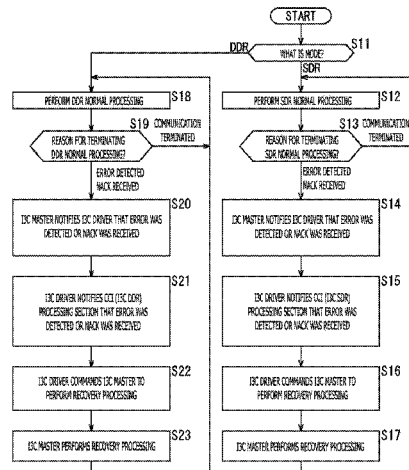 START
S11
DDR
WHAT IS MODE?
SDR
S18
PERFORM DDR NORMAL PROCESSING
S12
PERFORM SDR NORMAL PROCESSING
S19 COMMUNICATION
TERMINATED
REASON FOR TERMINATING
DDR NORMAL PROCESSING?
S13 COMMUNICATION
TERMINATED
REASON FOR TERMINATING
SDR NORMAL PROCESSING?
ERROR DETECTED
NACK RECEIVED
ERROR DETECTED
NACK RECEIVED
S20
I3C MASTER NOTIFIES I3C DRIVER THAT ERROR WAS
DETECTED OR NACK WAS RECEIVED
S14
I3C MASTER NOTIFIES I3C DRIVER THAT ERROR WAS
DETECTED OR NACK WAS RECEIVED
S21
I3C DRIVER NOTIFIES CCI (I3C DDR)
PROCESSING SECTION THAT ERROR WAS
DETECTED OR NACK WAS RECEIVED
S15
I3C DRIVER NOTIFIES CCI (I3C SDR)
PROCESSING SECTION THAT ERROR WAS
DETECTED OR NACK WAS RECEIVED
S22
I3C DRIVER COMMANDS I3C MASTER TO
PERFORM RECOVERY PROCESSING
S16
I3C DRIVER COMMANDS I3C MASTER TO
PERFORM RECOVERY PROCESSING
S23
I3C MASTER PERFORMS RECOVERY PROCESSING
S17
I3C MASTER PERFORMS RECOVERY PROCESSING